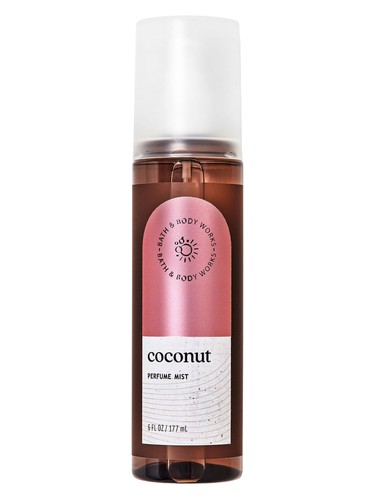 BATH & BODY WORKS
BATH & BODY WORKS
coconut
PERFUME MIST
6 FL OZ / 177 mL